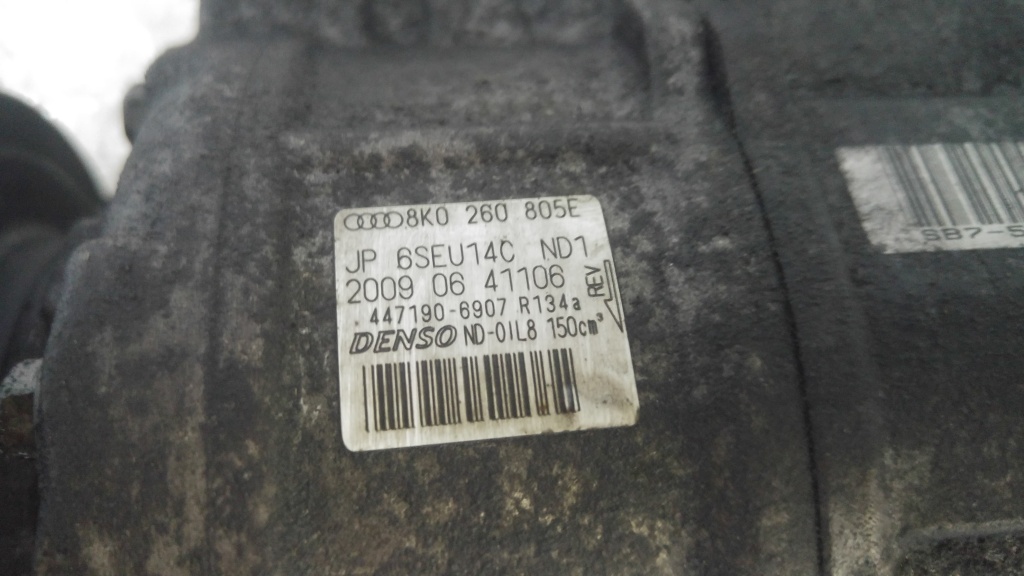 8K0 260 805E
JP 6SEU14C ND1
2009 06 41106
REV
447190-6907 R134a
DENSO ND-OIL8 150cm³